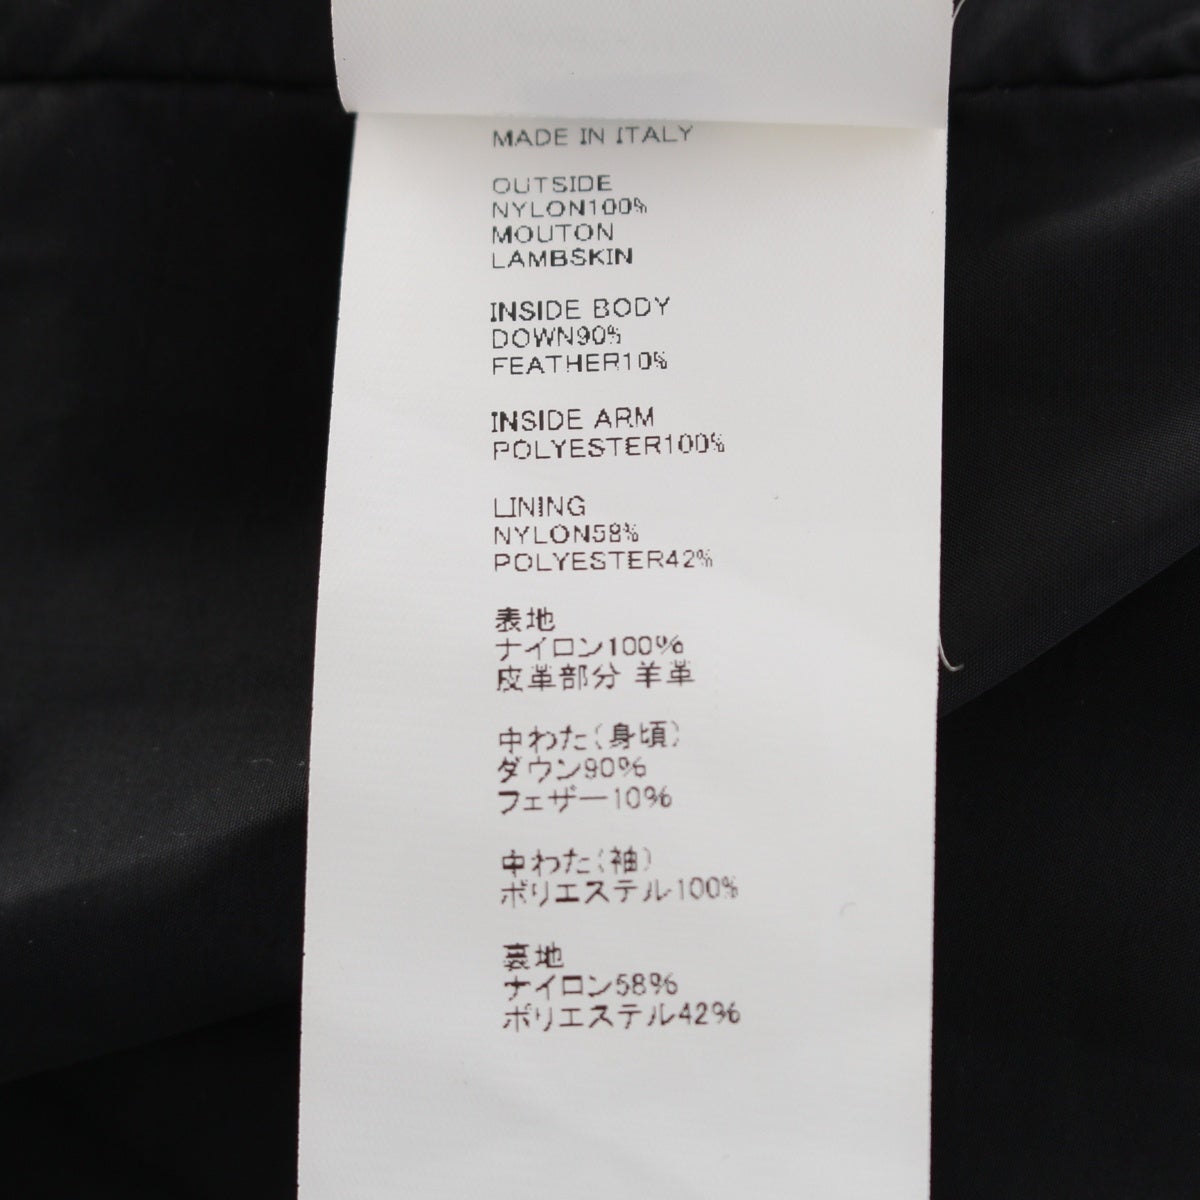 MADE IN ITALY
OUTSIDE
NYLON100%
MOUTON
LAMBSKIN
INSIDE BODY
DOWN90%
FEATHER10%
INSIDE ARM
POLYESTER100%
LINING
NYLON58%
POLYESTER42%
表地
ナイロン100%
皮革部分 羊革
中わた(身頃)
ダウン90%
フェザー10%
中わた(袖)
ポリエステル100%
裏地
ナイロン58%
ポリエステル42%